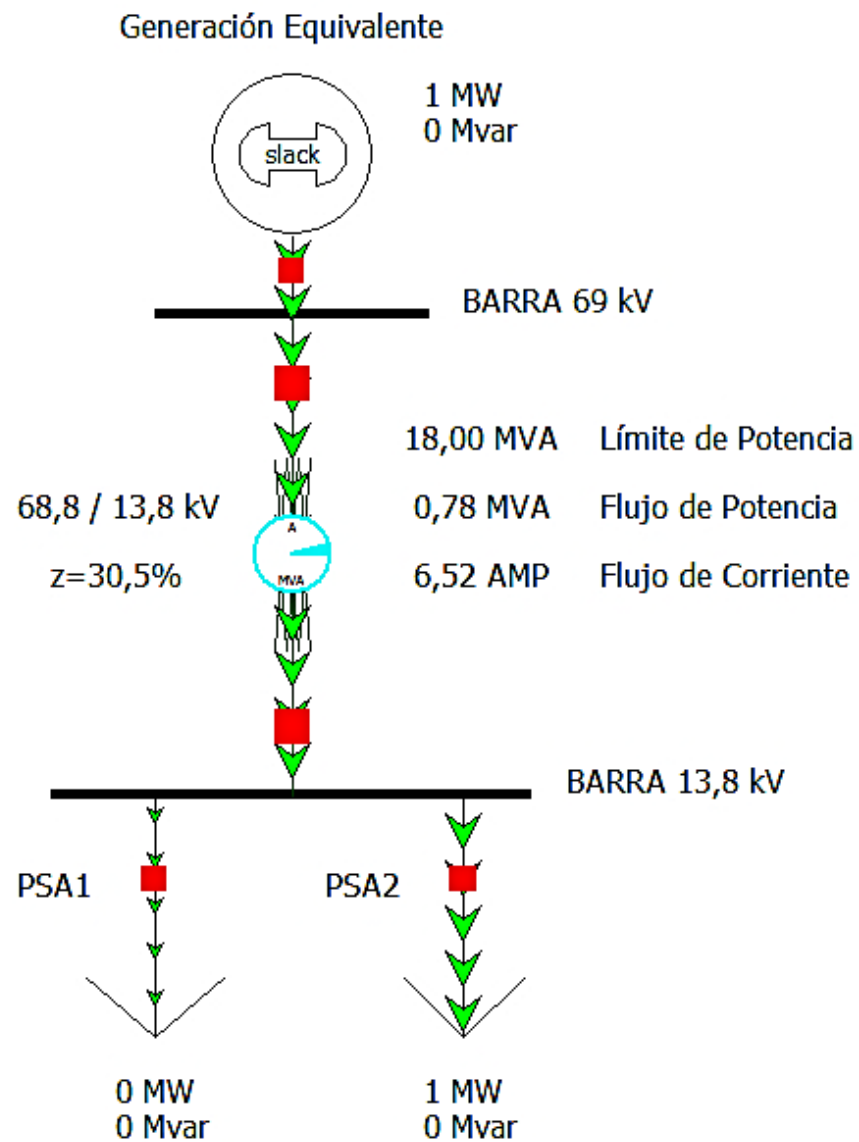 Generación Equivalente
1 MW
0 Mvar
slack
BARRA 69 kV
18,00 MVA Límite de Potencia
68,8 / 13,8 kV
0,78 MVA Flujo de Potencia
z=30,5%
6,52 AMP Flujo de Corriente
A
MVA
BARRA 13,8 kV
PSA1
PSA2
0 MW
0 Mvar
1 MW
0 Mvar